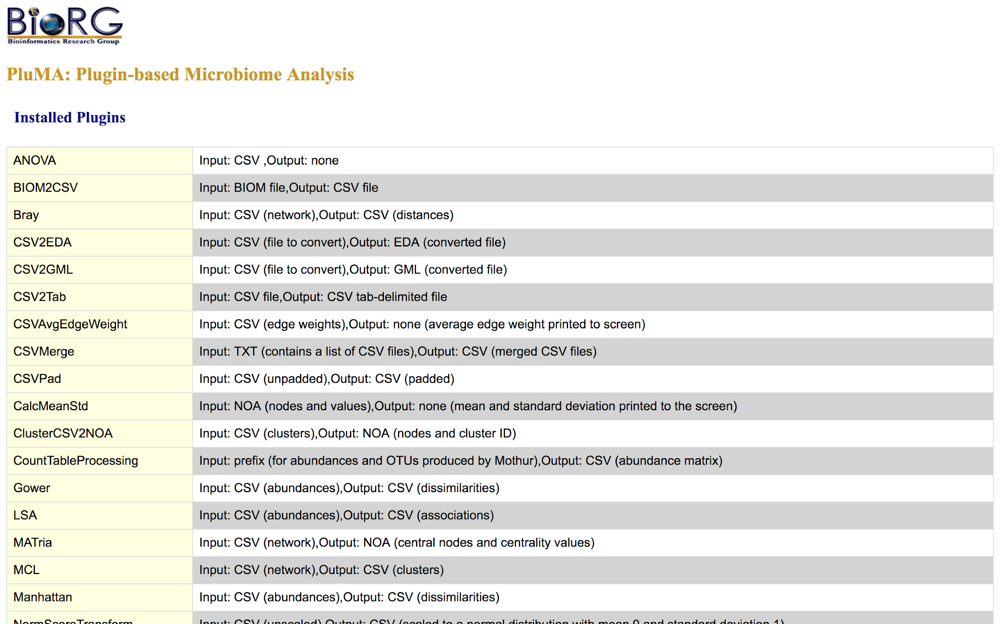 BioRG
Bioinformatics Research Group
PluMA: Plugin-based Microbiome Analysis
Installed Plugins
ANOVA Input: CSV ,Output: none
BIOM2CSV Input: BIOM file,Output: CSV file
Bray Input: CSV (network),Output: CSV (distances)
CSV2EDA Input: CSV (file to convert),Output: EDA (converted file)
CSV2GML Input: CSV (file to convert),Output: GML (converted file)
CSV2Tab Input: CSV file,Output: CSV tab-delimited file
CSVAvgEdgeWeight Input: CSV (edge weights),Output: none (average edge weight printed to screen)
CSVMerge Input: TXT (contains a list of CSV files),Output: CSV (merged CSV files)
CSVPad Input: CSV (unpadded),Output: CSV (padded)
CalcMeanStd Input: NOA (nodes and values),Output: none (mean and standard deviation printed to the screen)
ClusterCSV2NOA Input: CSV (clusters),Output: NOA (nodes and cluster ID)
CountTableProcessing Input: prefix (for abundances and OTUs produced by Mothur),Output: CSV (abundance matrix)
Gower Input: CSV (abundances),Output: CSV (dissimilarities)
LSA Input: CSV (abundances),Output: CSV (associations)
MATria Input: CSV (network),Output: NOA (central nodes and centrality values)
MCL Input: CSV (network),Output: CSV (clusters)
Manhattan Input: CSV (abundances),Output: CSV (dissimilarities)
NormScoreTransform Input: CSV (unscaled),Output: CSV (scaled to a normal distribution with mean 0 and standard deviation 1)